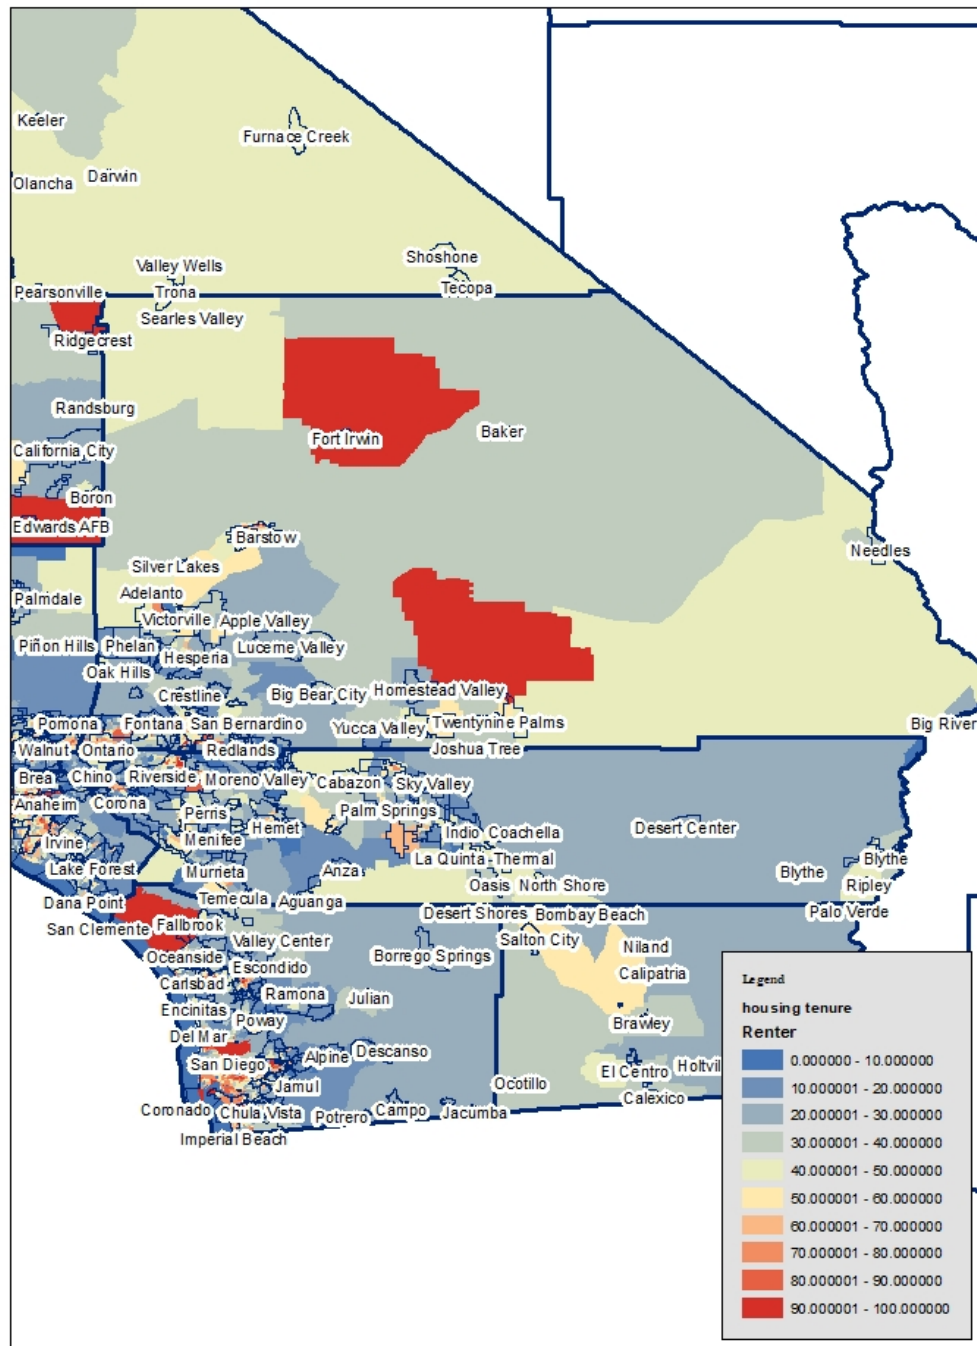 Keeler
Furnace Creek
Olancha Darwin
Shoshone
Valley Wells
Tecopa
Pearsonville Trona
Searles Valley
Ridgecrest
Randsburg
Fort Irwin Baker
California City
Boron
Edwards AFB
Barstow
Needles
Silver Lakes
Adelanto
Palmdale
Victorville Apple Valley
Piñon Hills Phelan Lucerne Valley
Hesperia
Oak Hills
Crestline Big Bear City Homestead Valley
Pomona Fontana San Bernardino Yucca Valley Twentynine Palms Big River
Walnut Ontario Redlands Joshua Tree
Brea Chino Riverside Moreno Valley Cabazon Sky Valley
Anaheim Corona Perris Palm Springs
Irvine Menifee Hemet Indio Coachella Desert Center
Lake Forest Murrieta Anza La Quinta Thermal Blythe Blythe
Dana Point Temecula Aguanga Oasis North Shore Ripley
San Clemente Fallbrook Desert Shores Bombay Beach Palo Verde
Valley Center Salton City
Oceanside Escondido Borrego Springs Niland
Carlsbad Calipatria
Encinitas Ramona Julian
Poway Brawley
Del Mar
San Diego Alpine Descanso
El Centro Holtvil
Jamul Ocotillo
Coronado Chula Vista Potrero Campo Jacumba Calexico
Imperial Beach
Legend
housing tenure
Renter
0.000000 - 10.000000
10.000001 - 20.000000
20.000001 - 30.000000
30.000001 - 40.000000
40.000001 - 50.000000
50.000001 - 60.000000
60.000001 - 70.000000
70.000001 - 80.000000
80.000001 - 90.000000
90.000001 - 100.000000